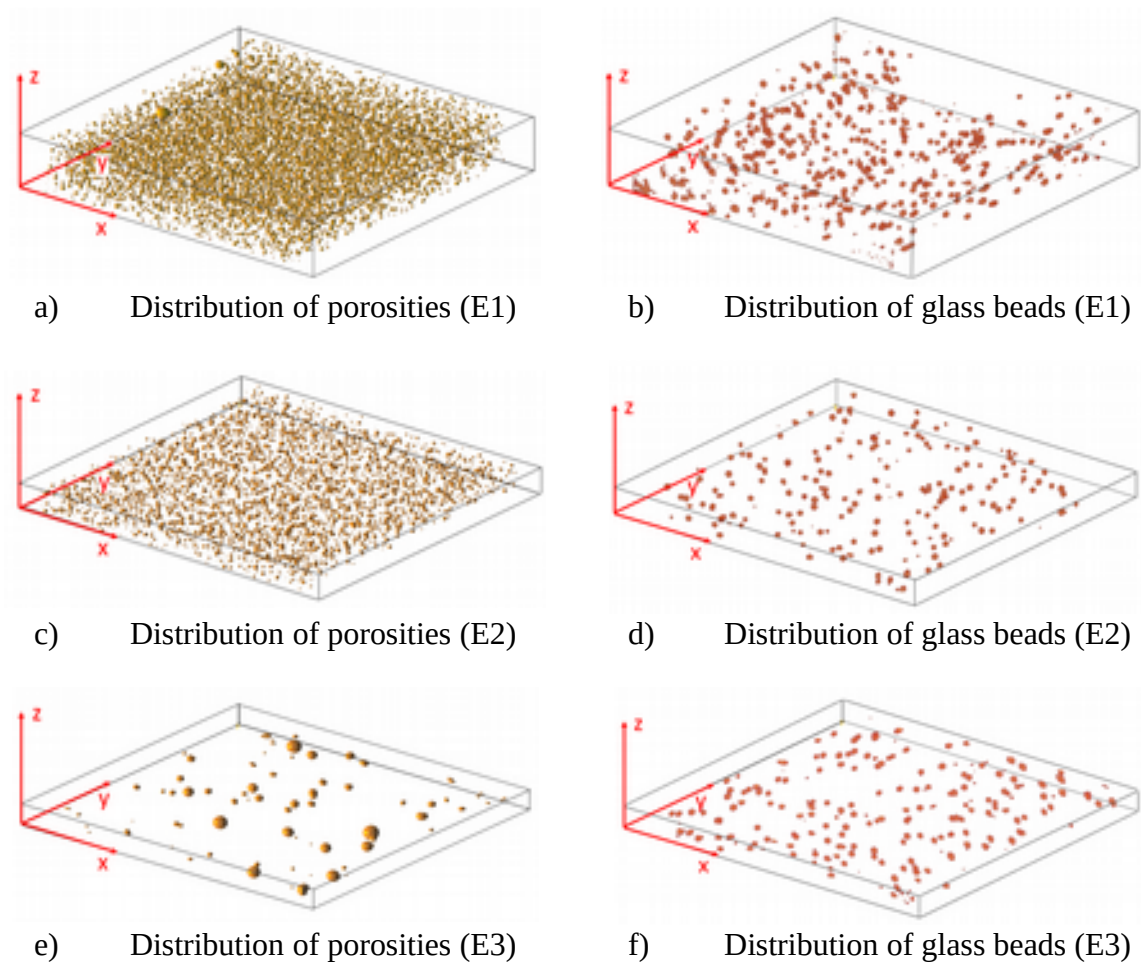 z
y
x
z
y
x
a) Distribution of porosities (E1)
b) Distribution of glass beads (E1)
z
y
x
z
y
x
c) Distribution of porosities (E2)
d) Distribution of glass beads (E2)
z
y
x
z
y
x
e) Distribution of porosities (E3)
f) Distribution of glass beads (E3)